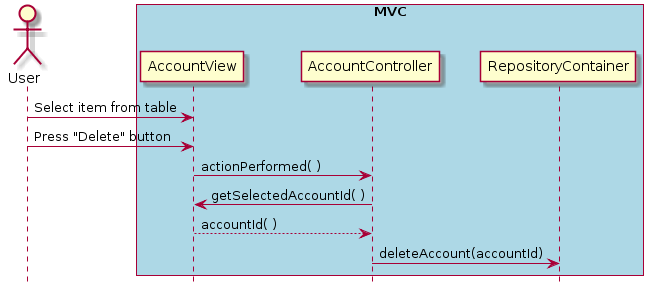 MVC
User
AccountView
AccountController
RepositoryContainer
Select item from table
Press "Delete" button
actionPerformed( )
getSelectedAccountId( )
accountId( )
deleteAccount(accountId)